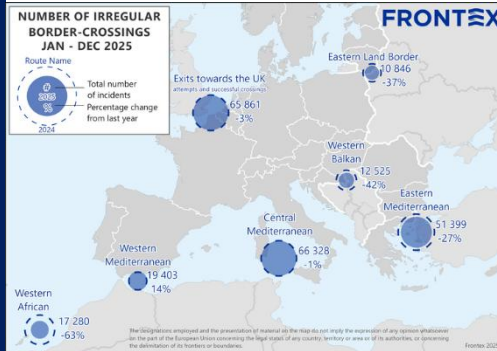 NUMBER OF IRREGULAR
BORDER-CROSSINGS
JAN - DEC 2025
Route Name
#
2025
%
Total number
of incidents
Percentage change
from last year
2024
FRONTEX
Eastern Land Border
10 846
-37%
Exits towards the UK
attempts and successful crossings
65 861
-3%
Western
Balkan
12 525
-42%
Eastern
Mediterranean
51 399
-27%
Central
Mediterranean
66 328
-1%
Western
Mediterranean
19 403
14%
Western
African
17 280
-63%
The designations employed and the presentation of material on the map do not imply the expression of any opinion whatsoever
on the part of the European Union concerning the legal status of any country, territory or area or of its authorities, or concerning
the delimitation of its frontiers or boundaries.
Frontex 2025